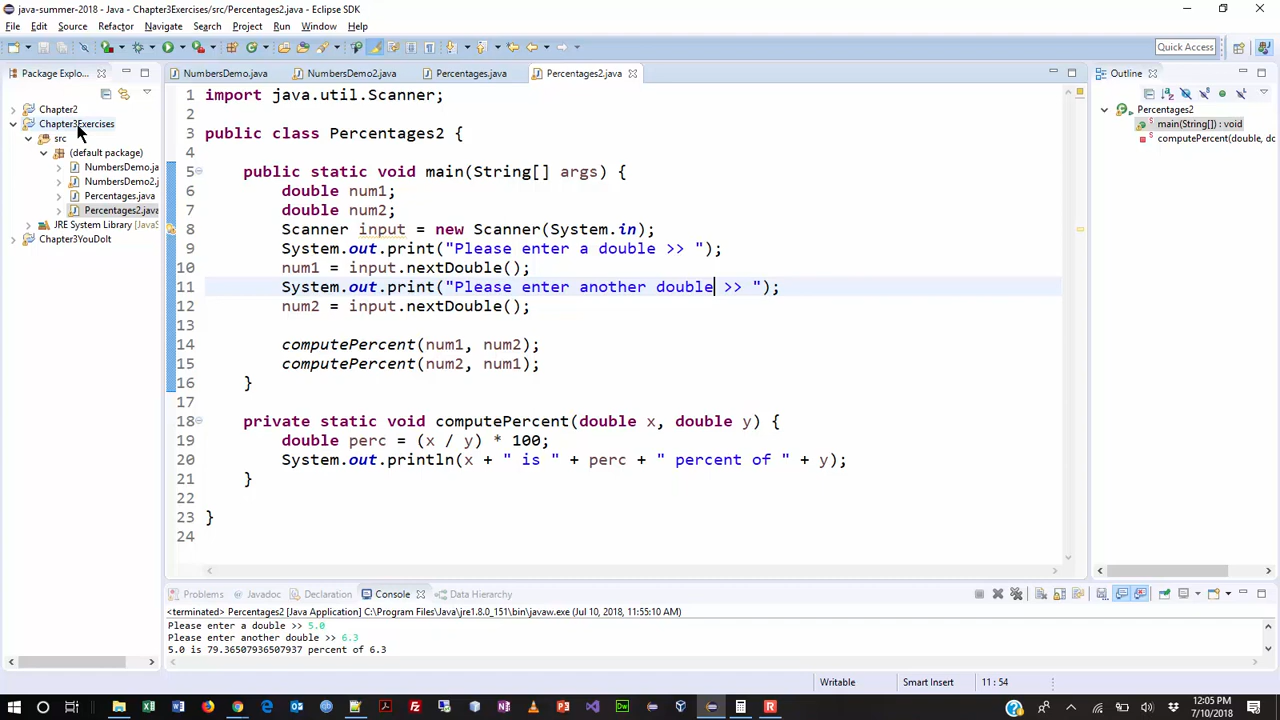 java-summer-2018 - Java - Chapter3Exercises/src/Percentages2.java - Eclipse SDK
File Edit Source Refactor Navigate Search Project Run Window Help
Quick Access
Package Explo...
NumbersDemo.java
NumbersDemo2.java
Percentages.java
Percentages2.java
Outline
Chapter2
Chapter3Exercises
src
(default package)
NumbersDemo.ja
NumbersDemo2.j
Percentages.java
Percentages2.java
JRE System Library [JavaS
Chapter3YouDoIt
1 import java.util.Scanner;
2
3 public class Percentages2 {
4
5 public static void main(String[] args) {
6 double num1;
7 double num2;
8 Scanner input = new Scanner(System.in);
9 System.out.print("Please enter a double >> ");
10 num1 = input.nextDouble();
11 System.out.print("Please enter another double >> ");
12 num2 = input.nextDouble();
13
14 computePercent(num1, num2);
15 computePercent(num2, num1);
16 }
17
18 private static void computePercent(double x, double y) {
19 double perc = (x / y) * 100;
20 System.out.println(x + " is " + perc + " percent of " + y);
21 }
22
23 }
24
Percentages2
main(String[]) : void
computePercent(double, do
Problems Javadoc Declaration Console Data Hierarchy
<terminated> Percentages2 [Java Application] C:\Program Files\Java\jre1.8.0_151\bin\javaw.exe (Jul 10, 2018, 11:55:10 AM)
Please enter a double >> 5.0
Please enter another double >> 6.3
5.0 is 79.36507936507937 percent of 6.3
Writable Smart Insert 11 : 54
12:05 PM
7/10/2018